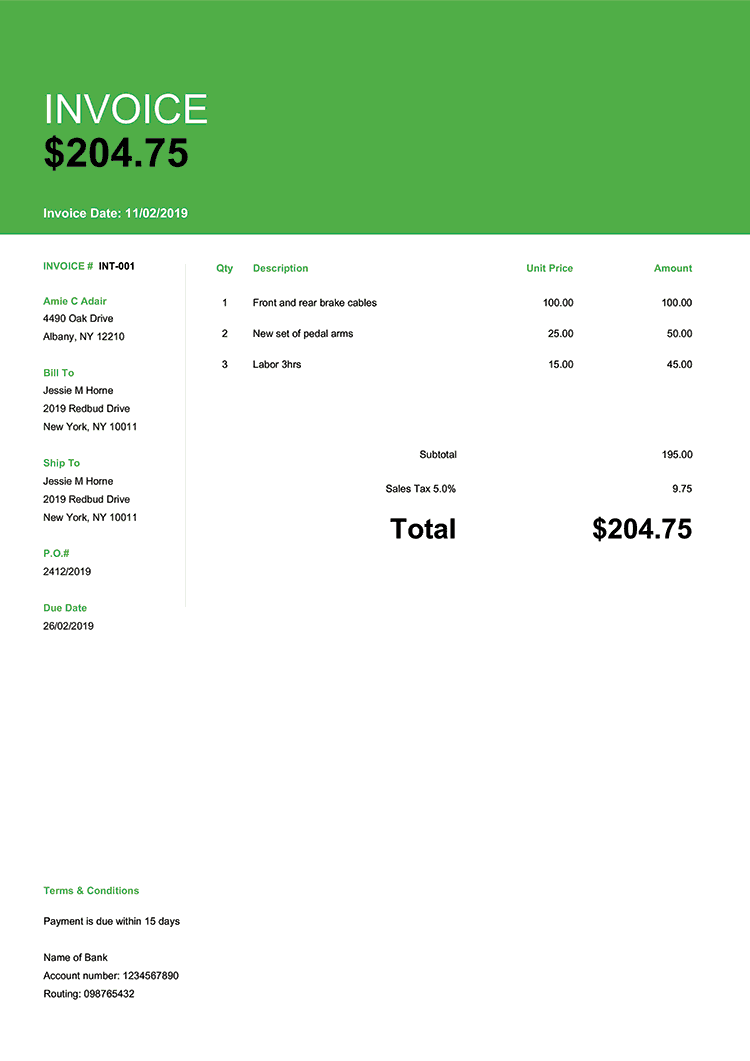 INVOICE
$204.75
Invoice Date: 11/02/2019
INVOICE # INT-001
Amie C Adair
4490 Oak Drive
Albany, NY 12210
Bill To
Jessie M Horne
2019 Redbud Drive
New York, NY 10011
Ship To
Jessie M Horne
2019 Redbud Drive
New York, NY 10011
P.O.#
2412/2019
Due Date
26/02/2019
Qty Description Unit Price Amount
1 Front and rear brake cables 100.00 100.00
2 New set of pedal arms 25.00 50.00
3 Labor 3hrs 15.00 45.00
Subtotal 195.00
Sales Tax 5.0% 9.75
Total $204.75
Terms & Conditions
Payment is due within 15 days
Name of Bank
Account number: 1234567890
Routing: 098765432